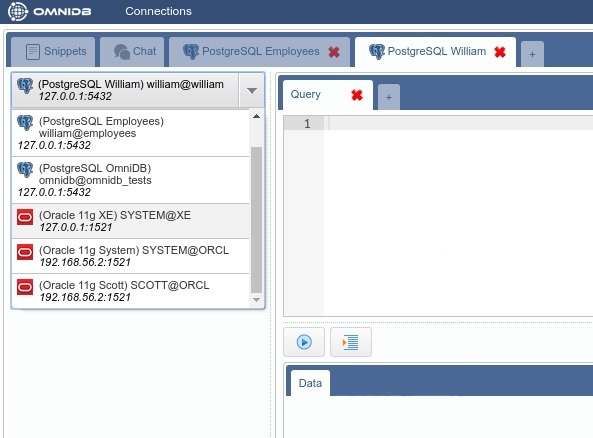 OMNIDB Connections
Snippets Chat PostgreSQL Employees PostgreSQL William +
(PostgreSQL William) william@william
127.0.0.1:5432
(PostgreSQL Employees)
william@employees
127.0.0.1:5432
(PostgreSQL OmniDB)
omnidb@omnidb_tests
127.0.0.1:5432
(Oracle 11g XE) SYSTEM@XE
127.0.0.1:1521
(Oracle 11g System) SYSTEM@ORCL
192.168.56.2:1521
(Oracle 11g Scott) SCOTT@ORCL
192.168.56.2:1521
Query +
1
Data